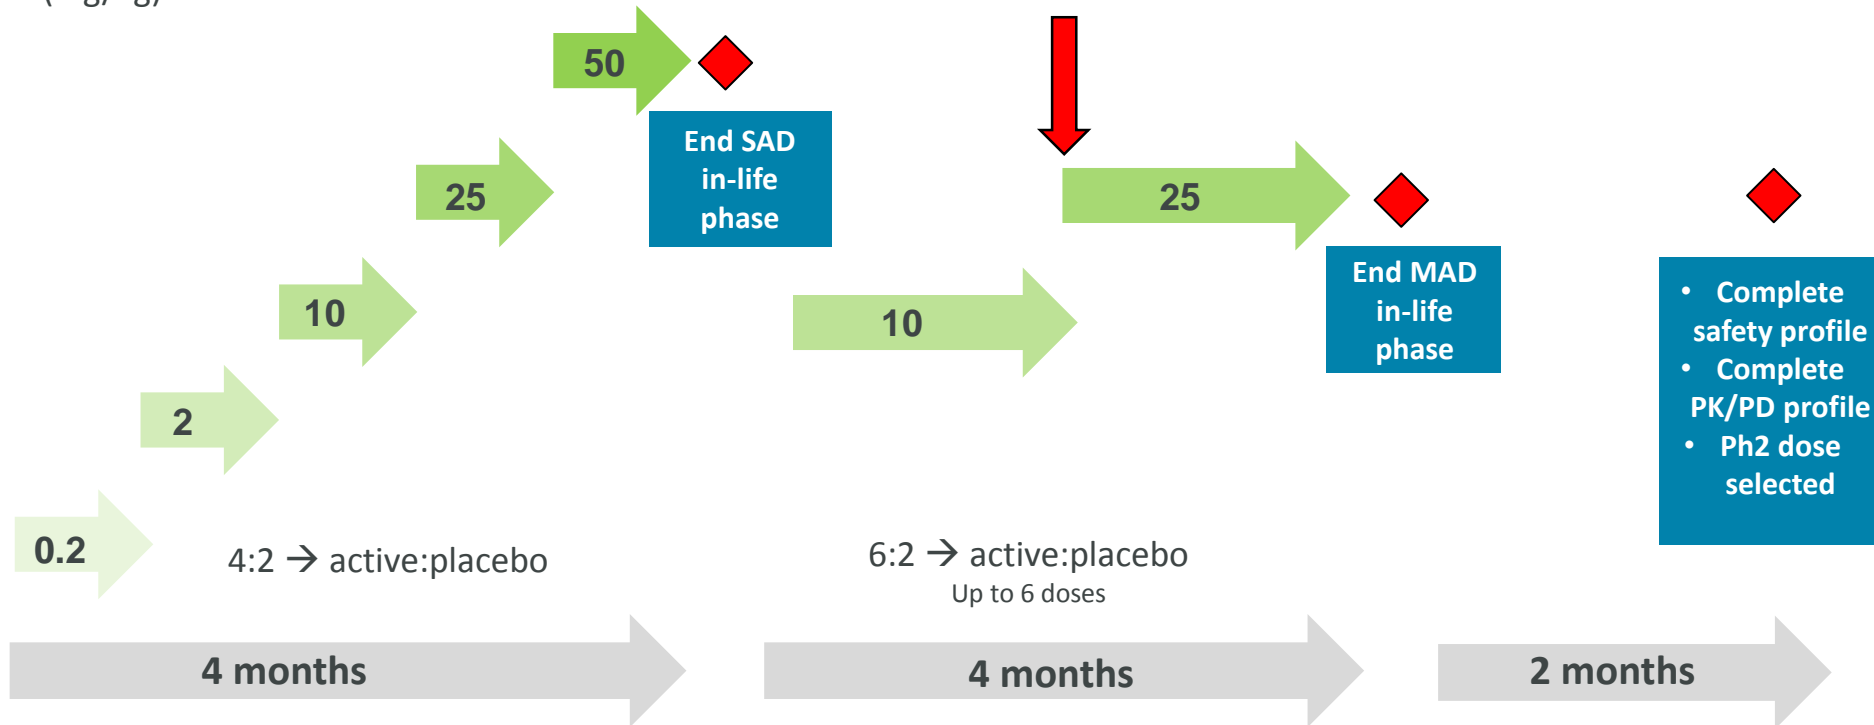 50
End SAD
in-life
phase
25
10
2
0.2
4:2 → active:placebo
4 months
25
End MAD
in-life
phase
10
6:2 → active:placebo
Up to 6 doses
4 months
• Complete
safety profile
• Complete
PK/PD profile
• Ph2 dose
selected
2 months